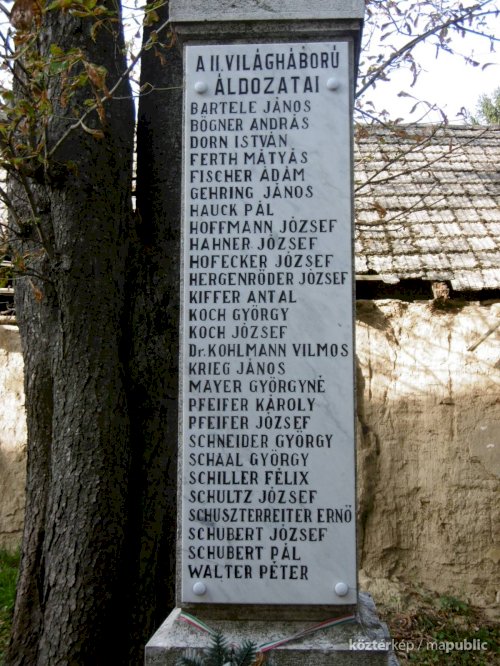 A II. VILÁGHÁBORÚ
ÁLDOZATAI
BARTELE JÁNOS
BÖGNER ANDRÁS
DORN ISTVÁN
FERTH MÁTYÁS
FISCHER ÁDÁM
GEHRING JÁNOS
HAUCK PÁL
HOFFMANN JÓZSEF
HAHNER JÓZSEF
HOFECKER JÓZSEF
HERGENRÖDER JÓZSEF
KIFFER ANTAL
KOCH GYÖRGY
KOCH JÓZSEF
Dr. KOHLMANN VILMOS
KRIEG JÁNOS
MAYER GYÖRGYNÉ
PFEIFER KÁROLY
PFEIFER JÓZSEF
SCHNEIDER GYÖRGY
SCHAAL GYÖRGY
SCHILLER FÉLIX
SCHULTZ JÓZSEF
SCHUSZTERREITER ERNŐ
SCHUBERT JÓZSEF
SCHUBERT PÁL
WALTER PÉTER
köztérkép / mapublic